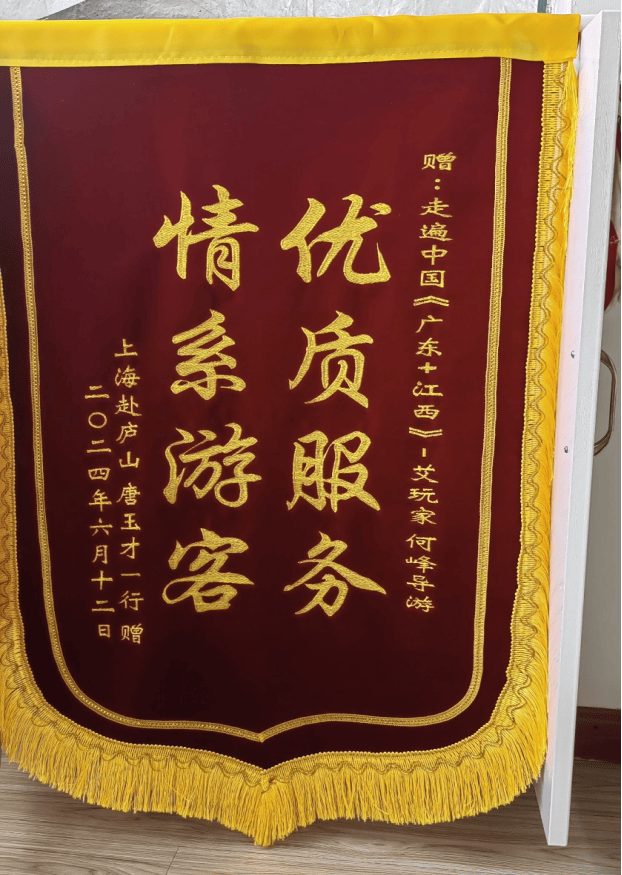 赠：走遍中国《广东+江西》-艾玩家何峰导游
优质服务
情系游客
上海赴庐山唐玉才一行赠
二〇二四年六月十二日